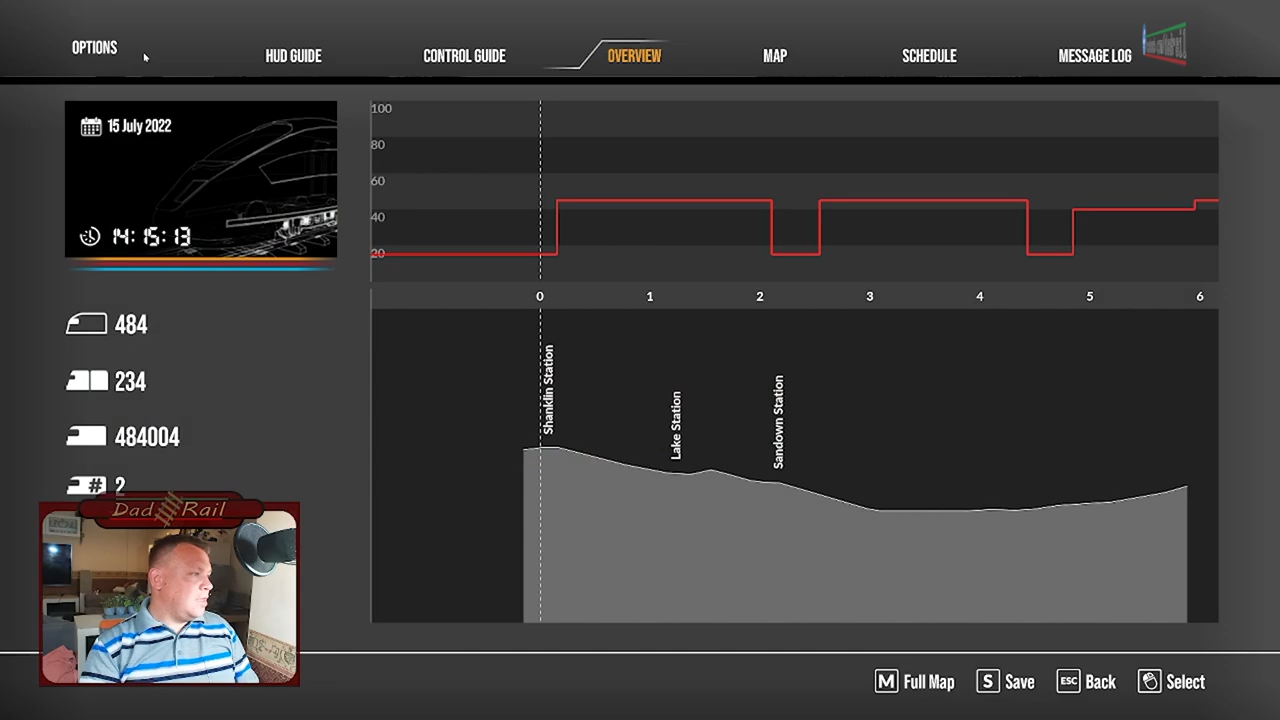 OPTIONS
HUD GUIDE
CONTROL GUIDE
OVERVIEW
MAP
SCHEDULE
MESSAGE LOG
15 July 2022
14:15:13
484
234
484004
# 2
100
80
60
40
20
0 1 2 3 4 5 6
Shanklin Station
Lake Station
Sandown Station
Dad Rail
M Full Map
S Save
ESC Back
Select